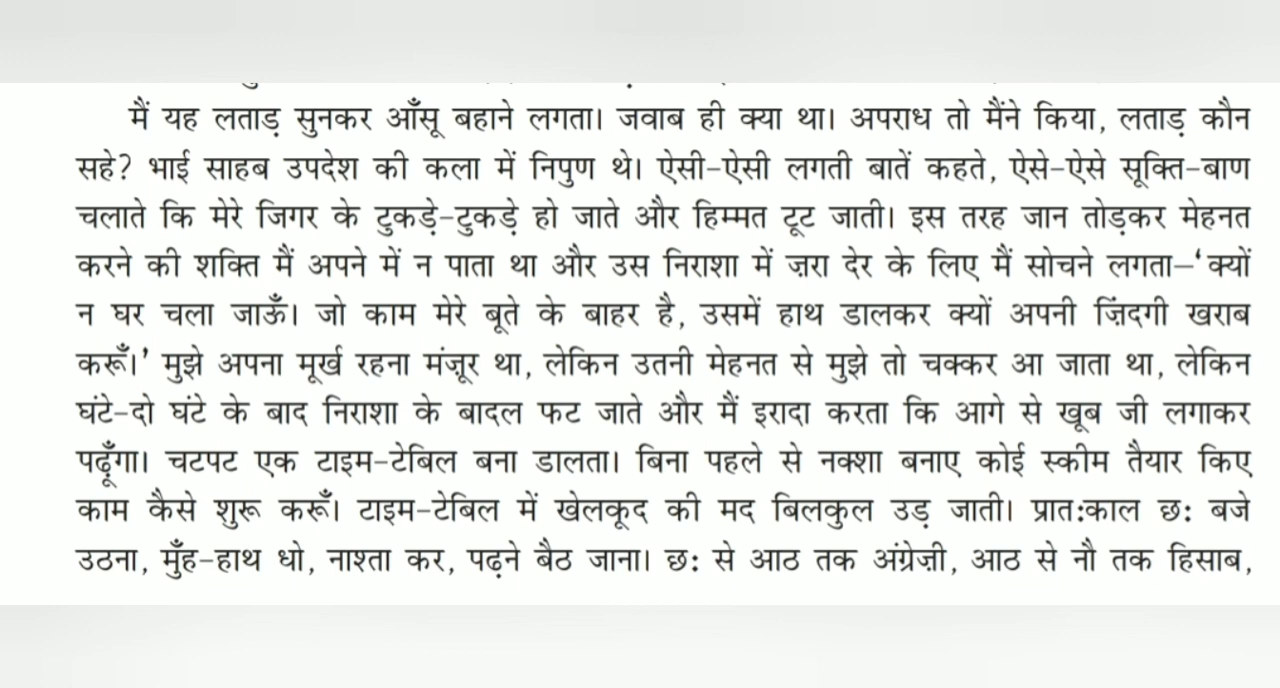 मैं यह लताड़ सुनकर आँसू बहाने लगता। जवाब ही क्या था। अपराध तो मैंने किया, लताड़ कौन
सहे? भाई साहब उपदेश की कला में निपुण थे। ऐसी-ऐसी लगती बातें कहते, ऐसे-ऐसे सूक्ति-बाण
चलाते कि मेरे जिगर के टुकड़े-टुकड़े हो जाते और हिम्मत टूट जाती। इस तरह जान तोड़कर मेहनत
करने की शक्ति मैं अपने में न पाता था और उस निराशा में ज़रा देर के लिए मैं सोचने लगता—‘क्यों
न घर चला जाऊँ। जो काम मेरे बूते के बाहर है, उसमें हाथ डालकर क्यों अपनी ज़िंदगी खराब
करूँ।’ मुझे अपना मूर्ख रहना मंज़ूर था, लेकिन उतनी मेहनत से मुझे तो चक्कर आ जाता था, लेकिन
घंटे-दो घंटे के बाद निराशा के बादल फट जाते और मैं इरादा करता कि आगे से खूब जी लगाकर
पढ़ूँगा। चटपट एक टाइम-टेबिल बना डालता। बिना पहले से नक्शा बनाए कोई स्कीम तैयार किए
काम कैसे शुरू करूँ। टाइम-टेबिल में खेलकूद की मद बिलकुल उड़ जाती। प्रात:काल छ: बजे
उठना, मुँह-हाथ धो, नाश्ता कर, पढ़ने बैठ जाना। छ: से आठ तक अंग्रेज़ी, आठ से नौ तक हिसाब,